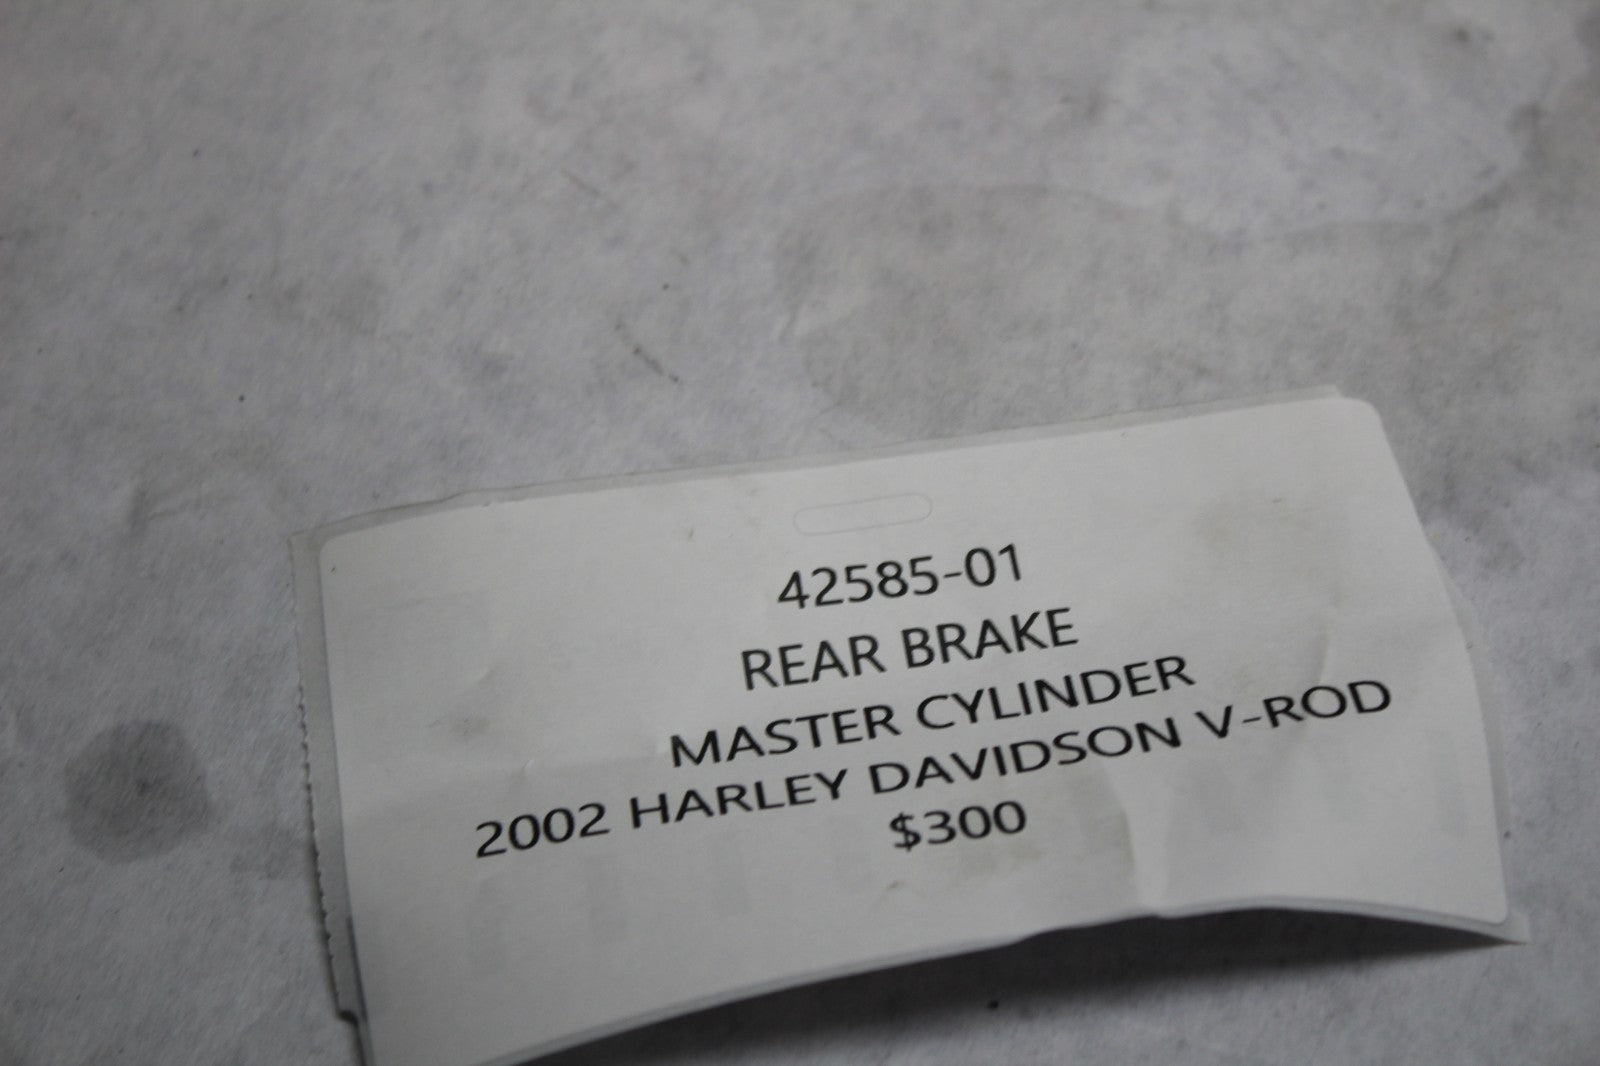 42585-01
REAR BRAKE
MASTER CYLINDER
2002 HARLEY DAVIDSON V-ROD
$300